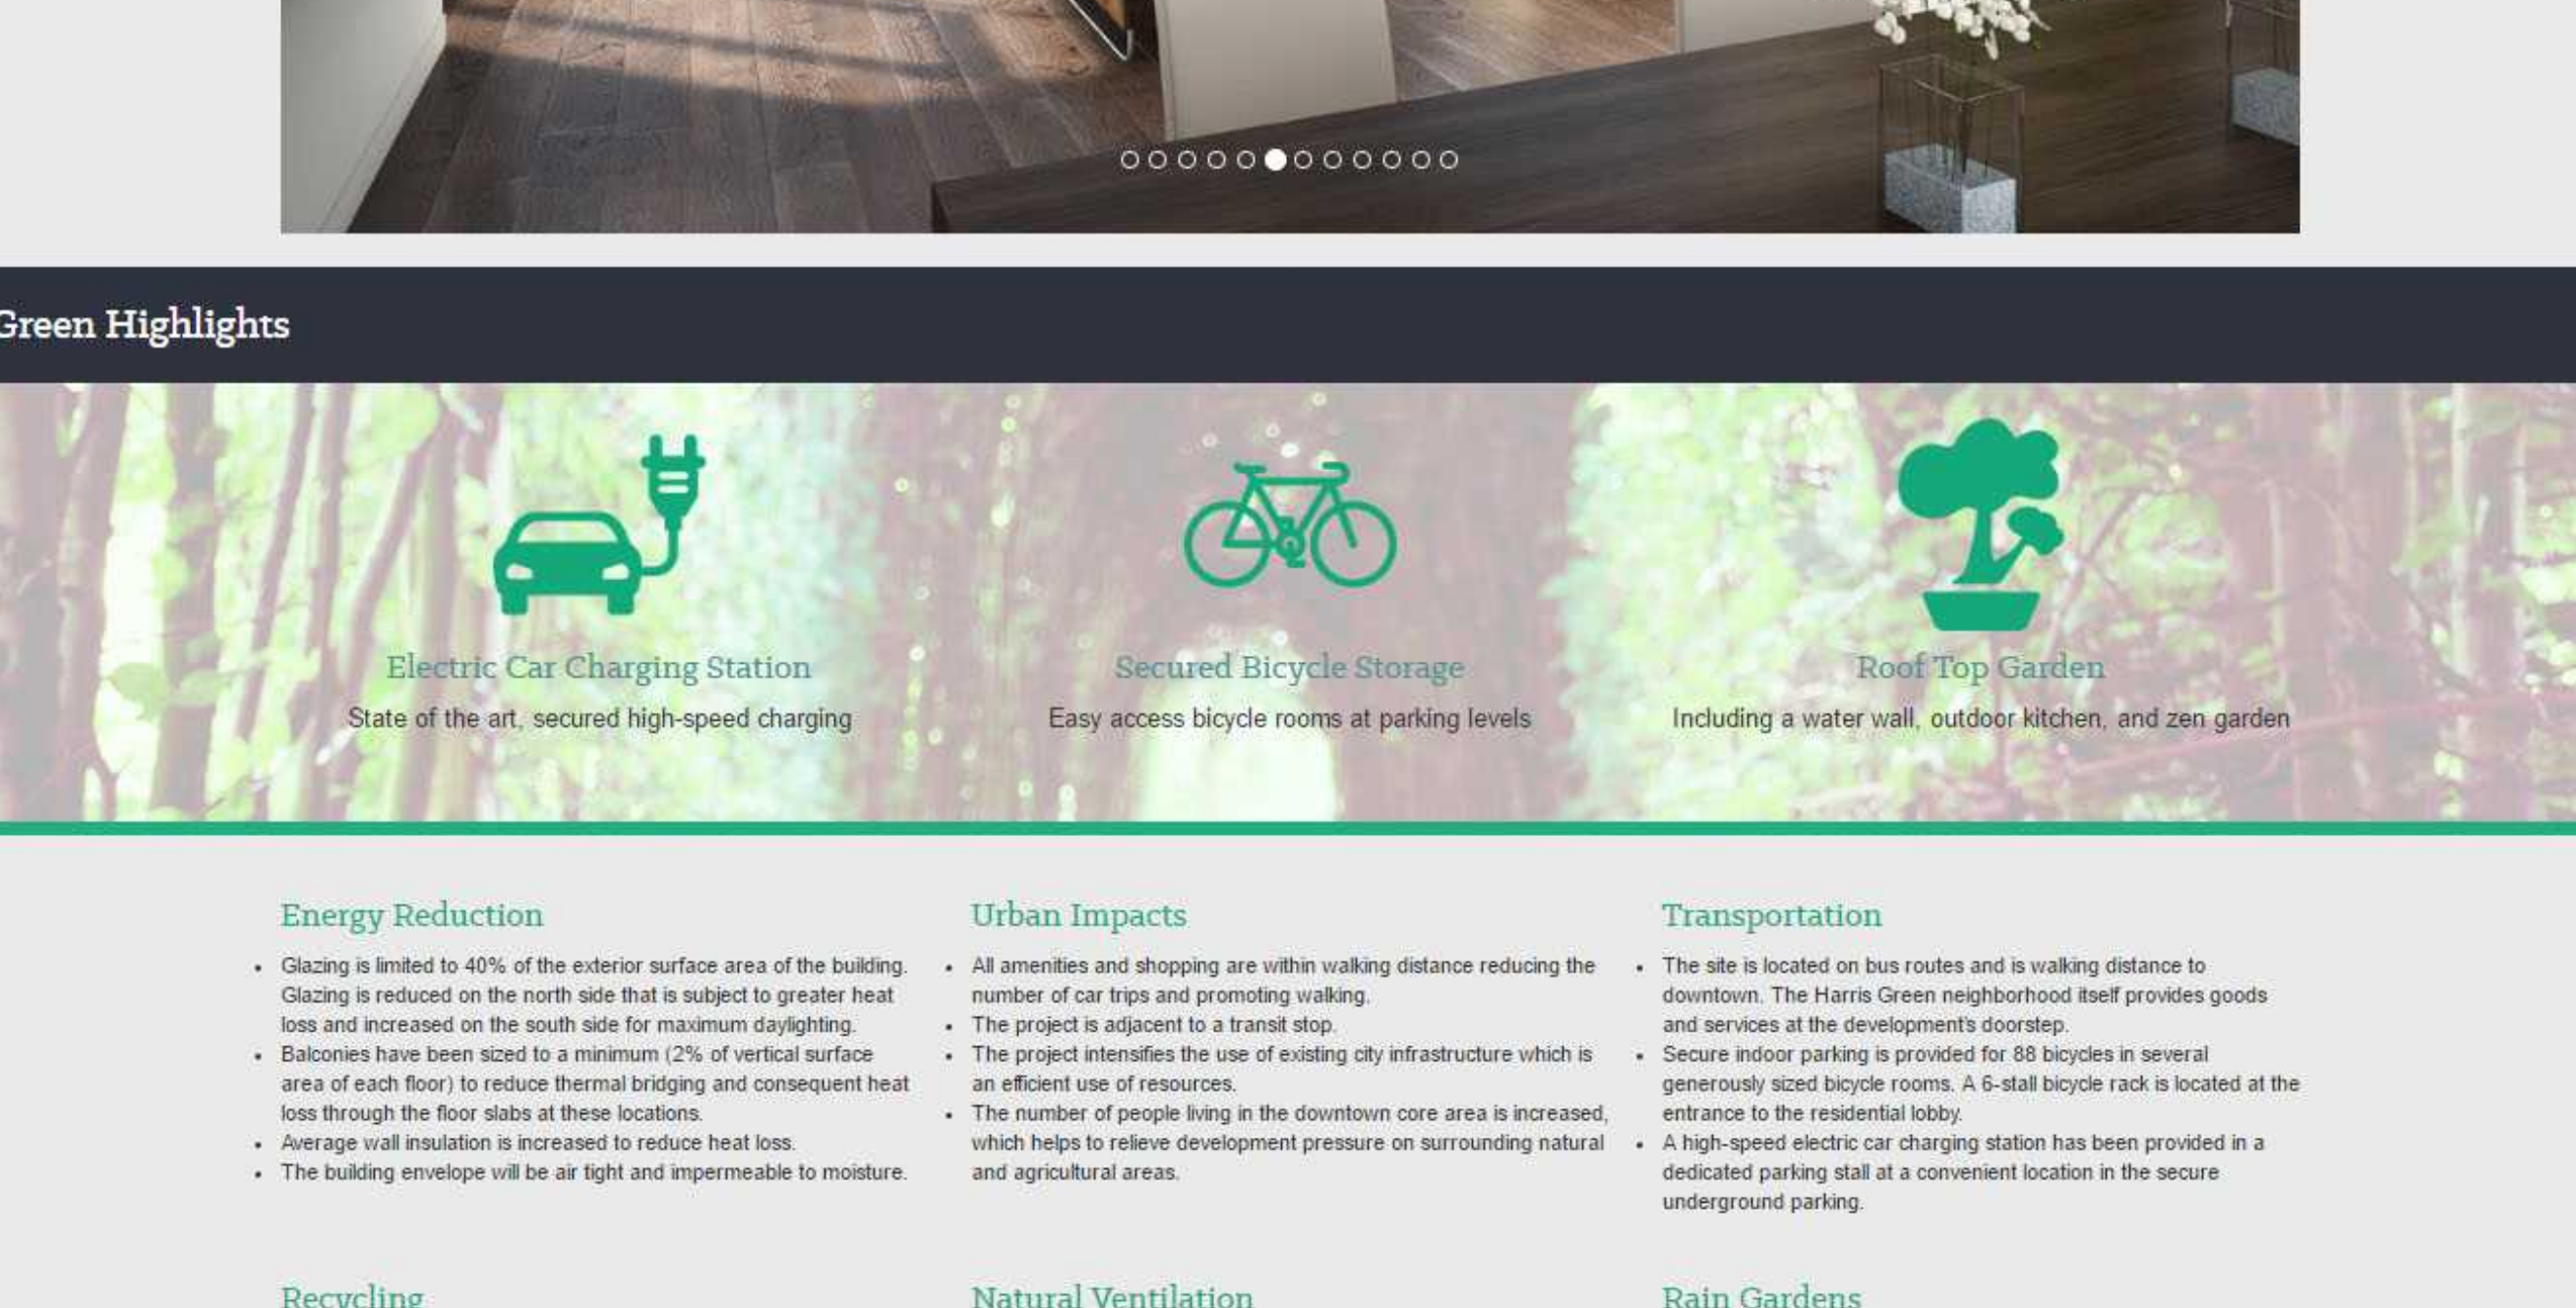 Green Highlights
Electric Car Charging Station
State of the art, secured high-speed charging
Secured Bicycle Storage
Easy access bicycle rooms at parking levels
Roof Top Garden
Including a water wall, outdoor kitchen, and zen garden
Energy Reduction
• Glazing is limited to 40% of the exterior surface area of the building.
Glazing is reduced on the north side that is subject to greater heat
loss and increased on the south side for maximum daylighting.
• Balconies have been sized to a minimum (2% of vertical surface
area of each floor) to reduce thermal bridging and consequent heat
loss through the floor slabs at these locations.
• Average wall insulation is increased to reduce heat loss.
• The building envelope will be air tight and impermeable to moisture.
Urban Impacts
• All amenities and shopping are within walking distance reducing the
number of car trips and promoting walking.
• The project is adjacent to a transit stop.
• The project intensifies the use of existing city infrastructure which is
an efficient use of resources.
• The number of people living in the downtown core area is increased,
which helps to relieve development pressure on surrounding natural
and agricultural areas.
Transportation
• The site is located on bus routes and is walking distance to
downtown. The Harris Green neighborhood itself provides goods
and services at the development's doorstep.
• Secure indoor parking is provided for 88 bicycles in several
generously sized bicycle rooms. A 6-stall bicycle rack is located at the
entrance to the residential lobby.
• A high-speed electric car charging station has been provided in a
dedicated parking stall at a convenient location in the secure
underground parking.
Recycling
Natural Ventilation
Rain Gardens